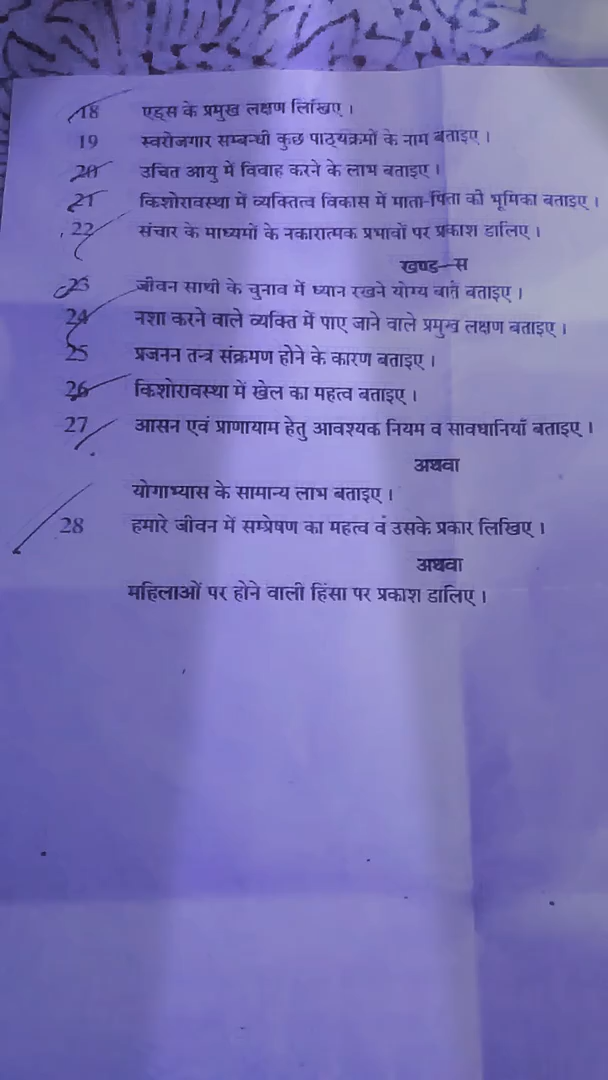 18 एड्स के प्रमुख लक्षण लिखिए ।
19 स्वरोजगार सम्बन्धी कुछ पाठ्यक्रमों के नाम बताइए ।
20 उचित आयु में विवाह करने के लाभ बताइए ।
21 किशोरावस्था में व्यक्तित्व विकास में माता-पिता की भूमिका बताइए ।
22 संचार के माध्यमों के नकारात्मक प्रभावों पर प्रकाश डालिए ।
खण्ड-स
23 जीवन साथी के चुनाव में ध्यान रखने योग्य बातें बताइए ।
24 नशा करने वाले व्यक्ति में पाए जाने वाले प्रमुख लक्षण बताइए ।
25 प्रजनन तन्त्र संक्रमण होने के कारण बताइए ।
26 किशोरावस्था में खेल का महत्व बताइए ।
27 आसन एवं प्राणायाम हेतु आवश्यक नियम व सावधानियाँ बताइए ।
अथवा
योगाभ्यास के सामान्य लाभ बताइए ।
28 हमारे जीवन में सम्प्रेषण का महत्व वं उसके प्रकार लिखिए ।
अथवा
महिलाओं पर होने वाली हिंसा पर प्रकाश डालिए ।